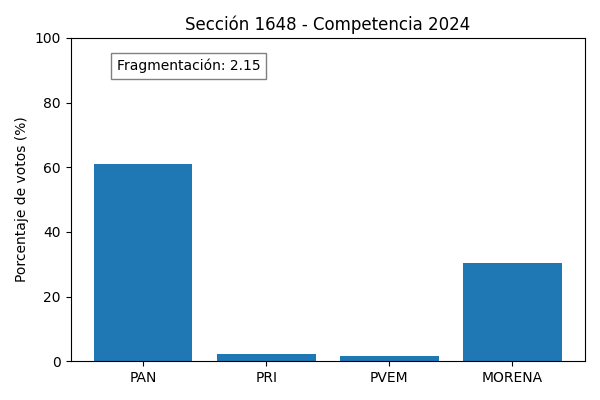 Sección 1648 - Competencia 2024
Fragmentación: 2.15
Porcentaje de votos (%)
100
80
60
40
20
0
PAN PRI PVEM MORENA